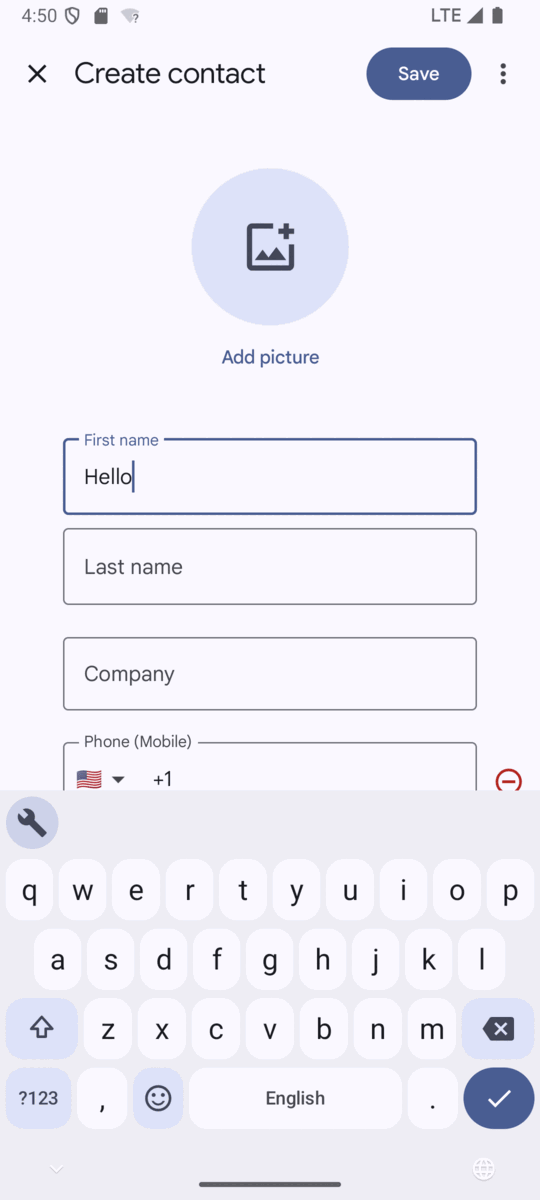 4:50 LTE
Create contact Save
Add picture
First name
Hello
Last name
Company
Phone (Mobile)
+1
q w e r t y u i o p
a s d f g h j k l
z x c v b n m
?123 , English .